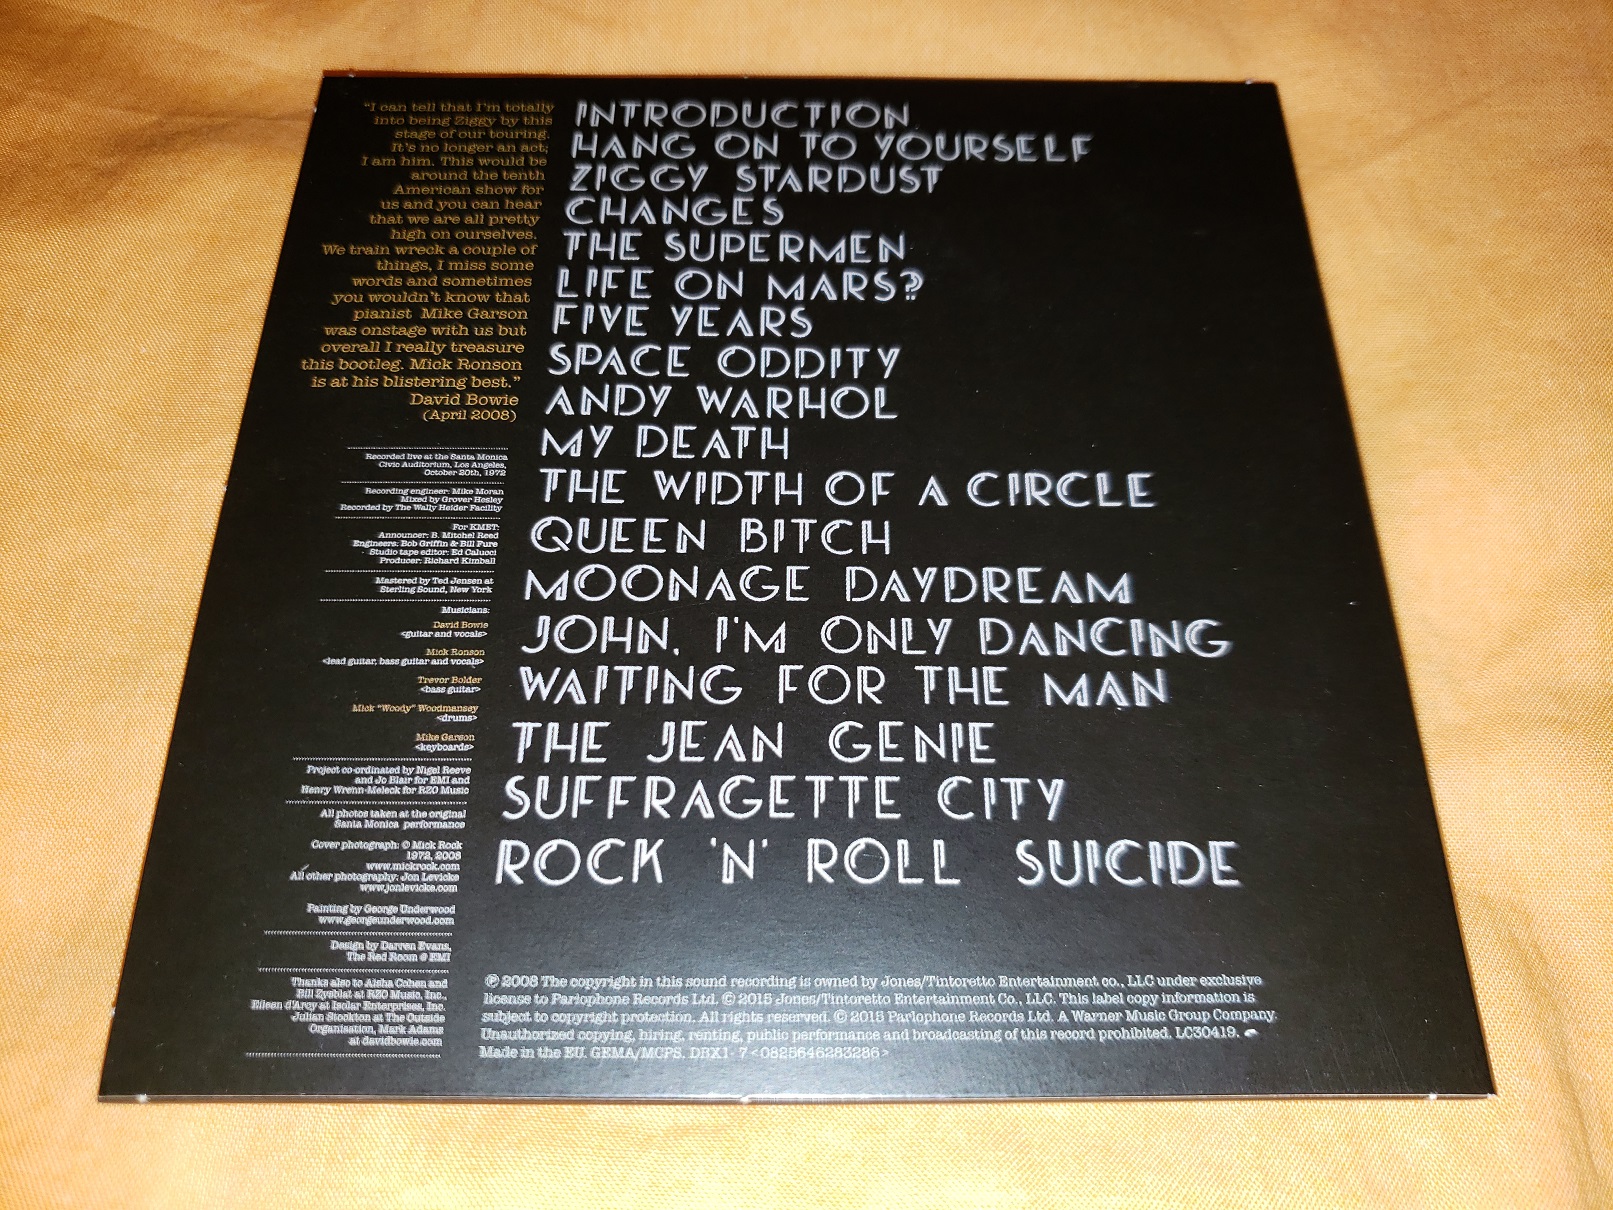 "I can tell that I'm totally
into being Ziggy by this
stage of our touring.
It's no longer an act;
I am him. This would be
around the tenth
American show for
us and you can hear
that we are all pretty
high on ourselves.
We train wreck a couple of
things, I miss some
words and sometimes
you wouldn't know that
pianist Mike Garson
was onstage with us but
overall I really treasure
this bootleg. Mick Ronson
is at his blistering best."
David Bowie
(April 2008)
Recorded live at the Santa Monica
Civic Auditorium, Los Angeles,
October 20th, 1972
Recording engineer: Mike Moran
Mixed by Grover Hesley
Recorded by The Wally Heider Facility
For KMET:
Announcer: B. Mitchel Reed
Engineers: Bob Griffin & Bill Fure
Studio tape editor: Ed Calucci
Producer: Richard Kimball
Mastered by Ted Jensen at
Sterling Sound, New York
Musicians:
David Bowie
<guitar and vocals>
Mick Ronson
<lead guitar, bass guitar and vocals>
Trevor Bolder
<bass guitar>
Mick "Woody" Woodmansey
<drums>
Mike Garson
<keyboards>
Project co-ordinated by Nigel Reeve
and Jo Blair for EMI and
Henry Wrenn-Meleck for RZO Music
All photos taken at the original
Santa Monica performance
Cover photograph: © Mick Rock
1972, 2008
www.mickrock.com
All other photography: Jon Levicke
www.jonlevicke.com
Painting by George Underwood
www.georgeunderwood.com
Design by Darren Evans,
The Red Room @ EMI
Thanks also to Aisha Cohen and
Bill Zysblat at RZO Music, Inc.,
Eileen d'Arcy at Isolar Enterprises, Inc.
Julian Stockton at The Outside
Organisation, Mark Adams
at davidbowie.com
INTRODUCTION
HANG ON TO YOURSELF
ZIGGY STARDUST
CHANGES
THE SUPERMEN
LIFE ON MARS?
FIVE YEARS
SPACE ODDITY
ANDY WARHOL
MY DEATH
THE WIDTH OF A CIRCLE
QUEEN BITCH
MOONAGE DAYDREAM
JOHN, I'M ONLY DANCING
WAITING FOR THE MAN
THE JEAN GENIE
SUFFRAGETTE CITY
ROCK 'N' ROLL SUICIDE
℗ 2008 The copyright in this sound recording is owned by Jones/Tintoretto Entertainment co., LLC under exclusive
license to Parlophone Records Ltd. © 2015 Jones/Tintoretto Entertainment Co., LLC. This label copy information is
subject to copyright protection. All rights reserved. © 2015 Parlophone Records Ltd. A Warner Music Group Company.
Unauthorized copying, hiring, renting, public performance and broadcasting of this record prohibited. LC30419.
Made in the EU. GEMA/MCPS. DBX1- 7 <0825646283286>